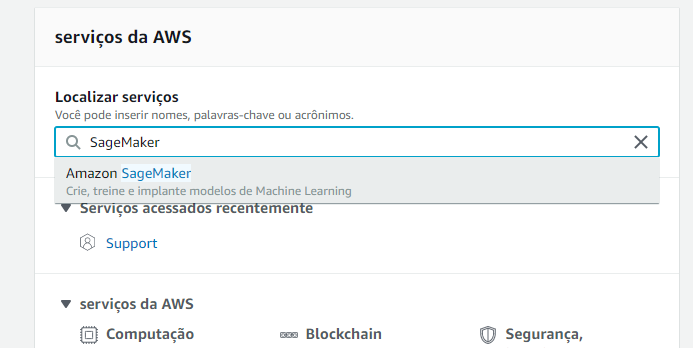 serviços da AWS
Localizar serviços
Você pode inserir nomes, palavras-chave ou acrônimos.
SageMaker
Amazon SageMaker
Crie, treine e implante modelos de Machine Learning
Serviços acessados recentemente
Support
serviços da AWS
Computação Blockchain Segurança,